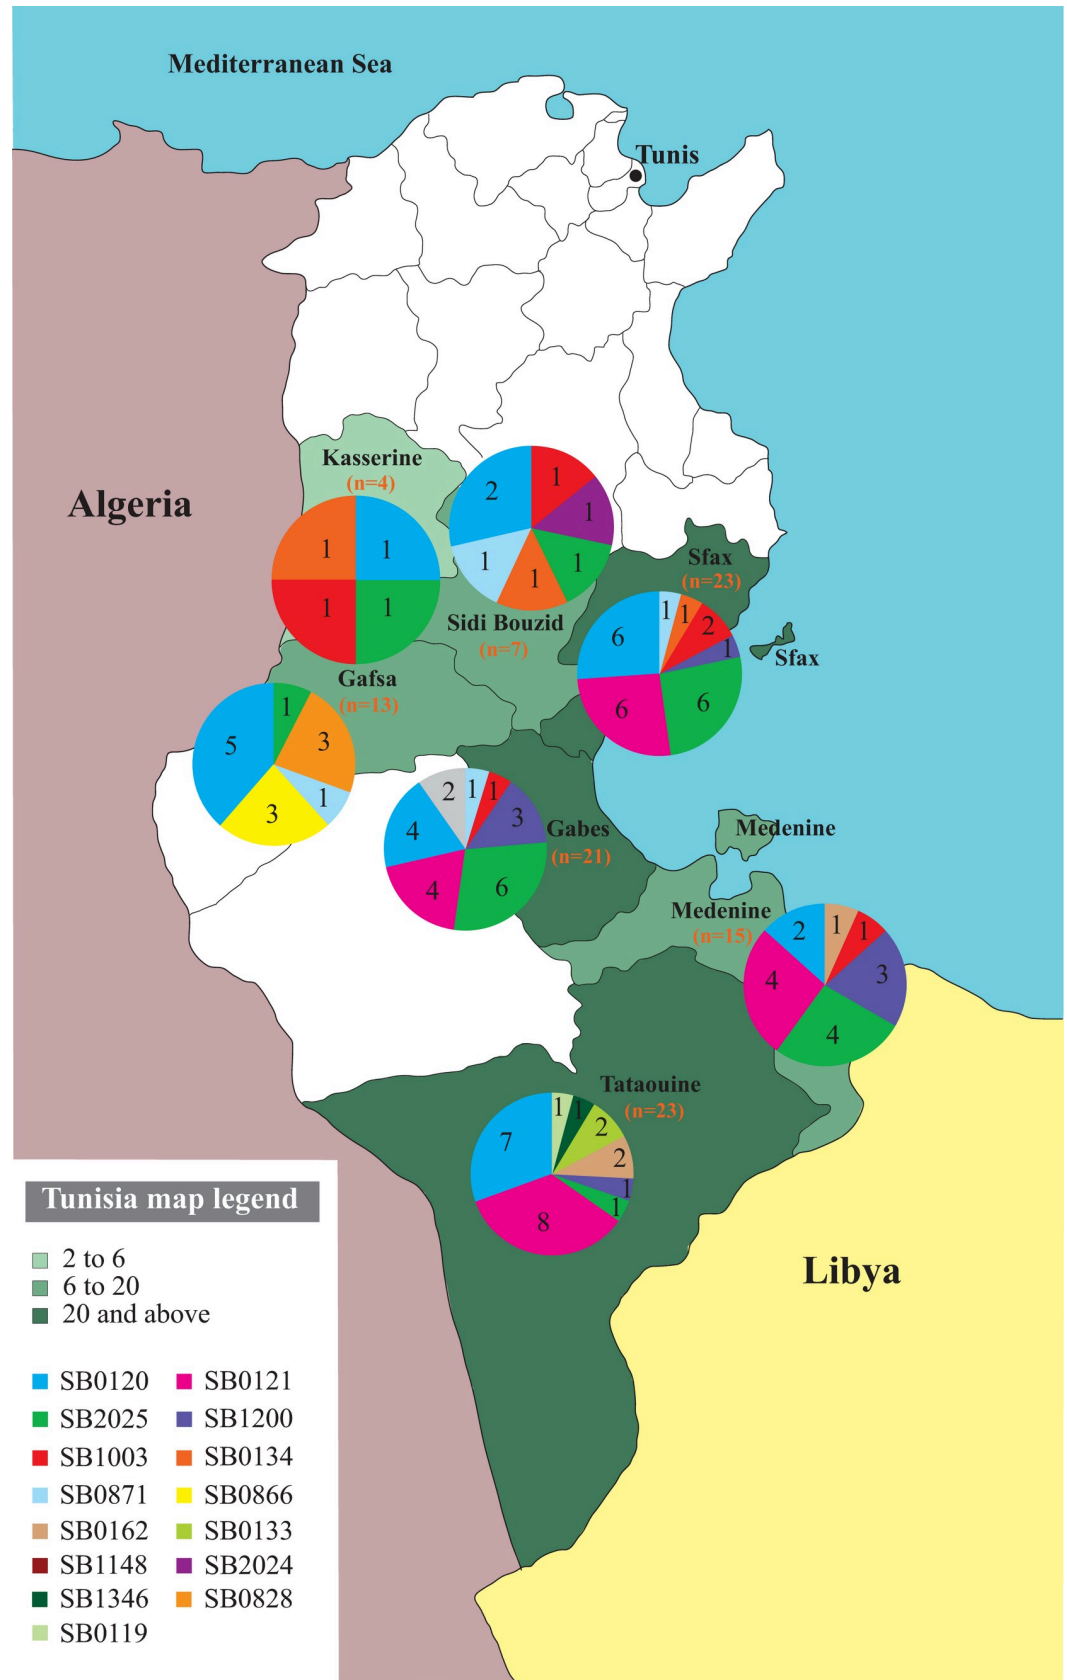 Mediterranean Sea
Tunis
Algeria
Kasserine
(n=4)
1
1
1
1
2
1
1
1
1
1
Sidi Bouzid
(n=7)
Sfax
(n=23)
1
1
2
1
6
6
6
Sfax
Gafsa
(n=13)
1
3
1
3
5
2
1
1
3
6
4
4
Gabes
(n=21)
Medenine
Medenine
(n=15)
2
1
1
3
4
4
Tataouine
(n=23)
1
1
2
2
1
1
8
7
Libya
Tunisia map legend
2 to 6
6 to 20
20 and above
SB0120 SB0121
SB2025 SB1200
SB1003 SB0134
SB0871 SB0866
SB0162 SB0133
SB1148 SB2024
SB1346 SB0828
SB0119